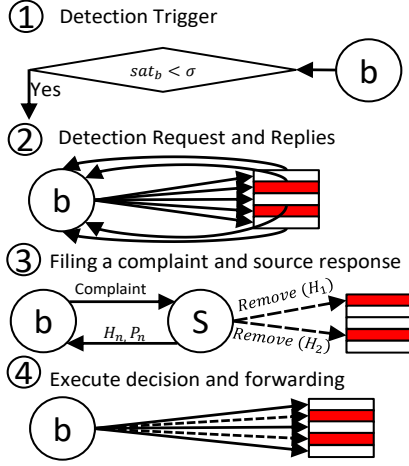 ① Detection Trigger
sat_b < σ
b
Yes
② Detection Request and Replies
b
③ Filing a complaint and source response
Complaint
b
S
H_n, P_n
Remove (H_1)
Remove (H_2)
④ Execute decision and forwarding
b